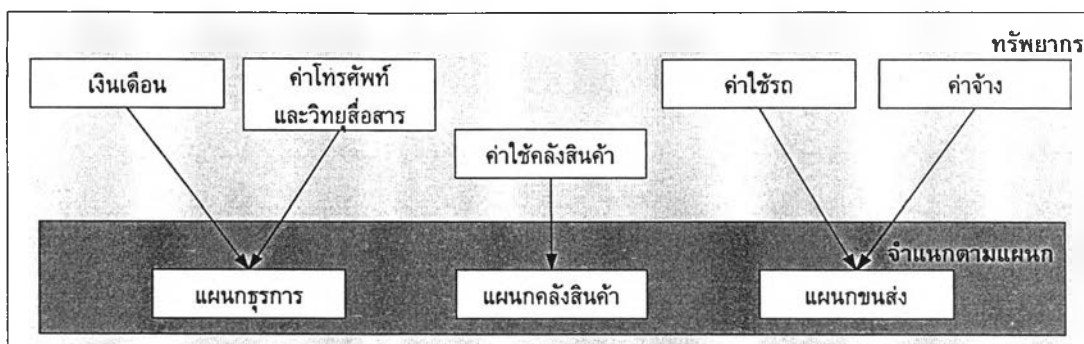 ทรัพยากร
เงินเดือน
ค่าโทรศัพท์
และวิทยุสื่อสาร
ค่าใช้คลังสินค้า
ค่าใช้รถ
ค่าจ้าง
จำแนกตามแผนก
แผนกธุรการ
แผนกคลังสินค้า
แผนกขนส่ง